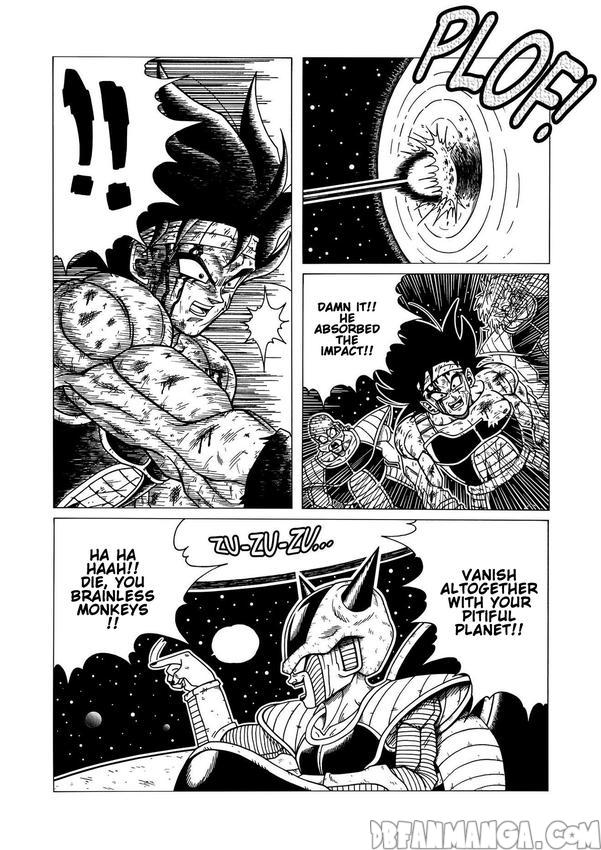 PLOF!
!!
DAMN IT!!
HE
ABSORBED
THE
IMPACT!!
ZU-ZU-ZU...
HA HA
HAAH!!
DIE, YOU
BRAINLESS
MONKEYS
!!
VANISH
ALTOGETHER
WITH YOUR
PITIFUL
PLANET!!
DBFANMANGA.COM